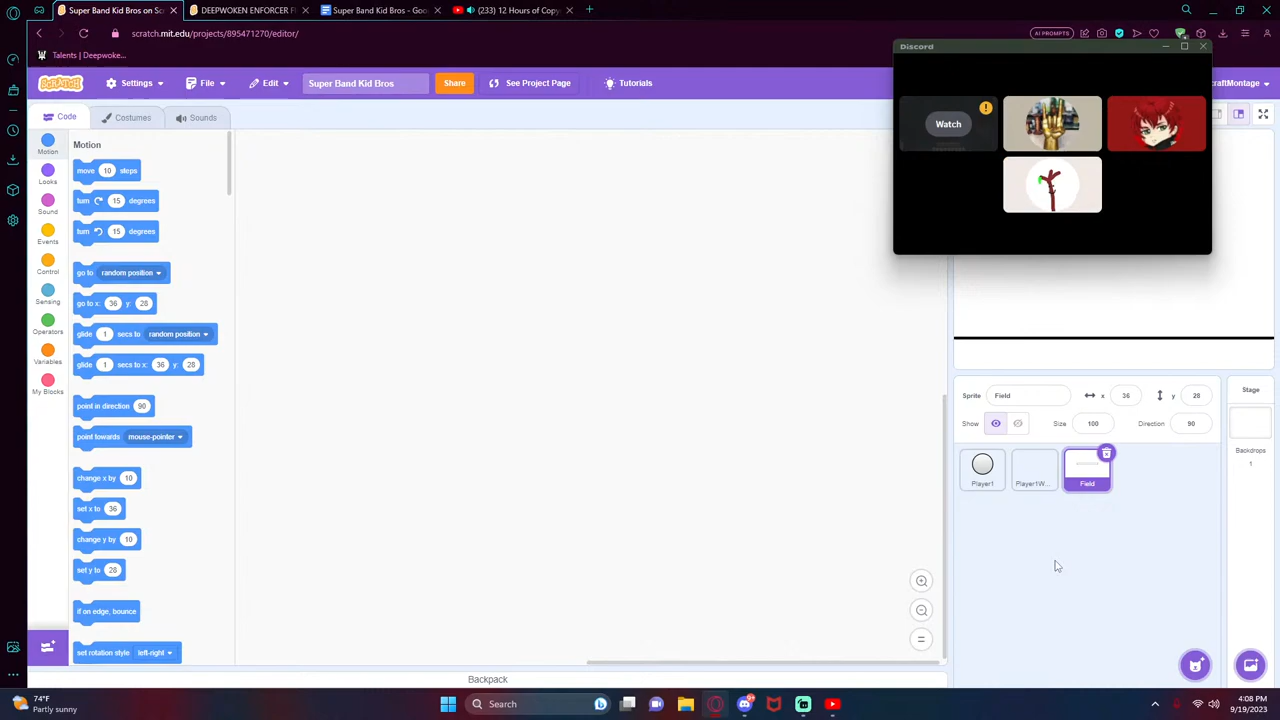 Super Band Kid Bros on Scr
DEEPWOKEN ENFORCER F
Super Band Kid Bros - Goo
(233) 12 Hours of Copy
scratch.mit.edu/projects/895471270/editor/
AI PROMPTS
Talents | Deepwoke...
SCRATCH
Settings
File
Edit
Super Band Kid Bros
Share
See Project Page
Tutorials
craftMontage
Discord
Watch
Code
Costumes
Sounds
Motion
Looks
Sound
Events
Control
Sensing
Operators
Variables
My Blocks
Motion
move 10 steps
turn 15 degrees
turn 15 degrees
go to random position
go to x: 36 y: 28
glide 1 secs to random position
glide 1 secs to x: 36 y: 28
point in direction 90
point towards mouse-pointer
change x by 10
set x to 36
change y by 10
set y to 28
if on edge, bounce
set rotation style left-right
Sprite Field x 36 y 28
Show Size 100 Direction 90
Player1
Player1W...
Field
Stage
Backdrops
1
Backpack
74°F
Partly sunny
Search
4:08 PM
9/19/2023